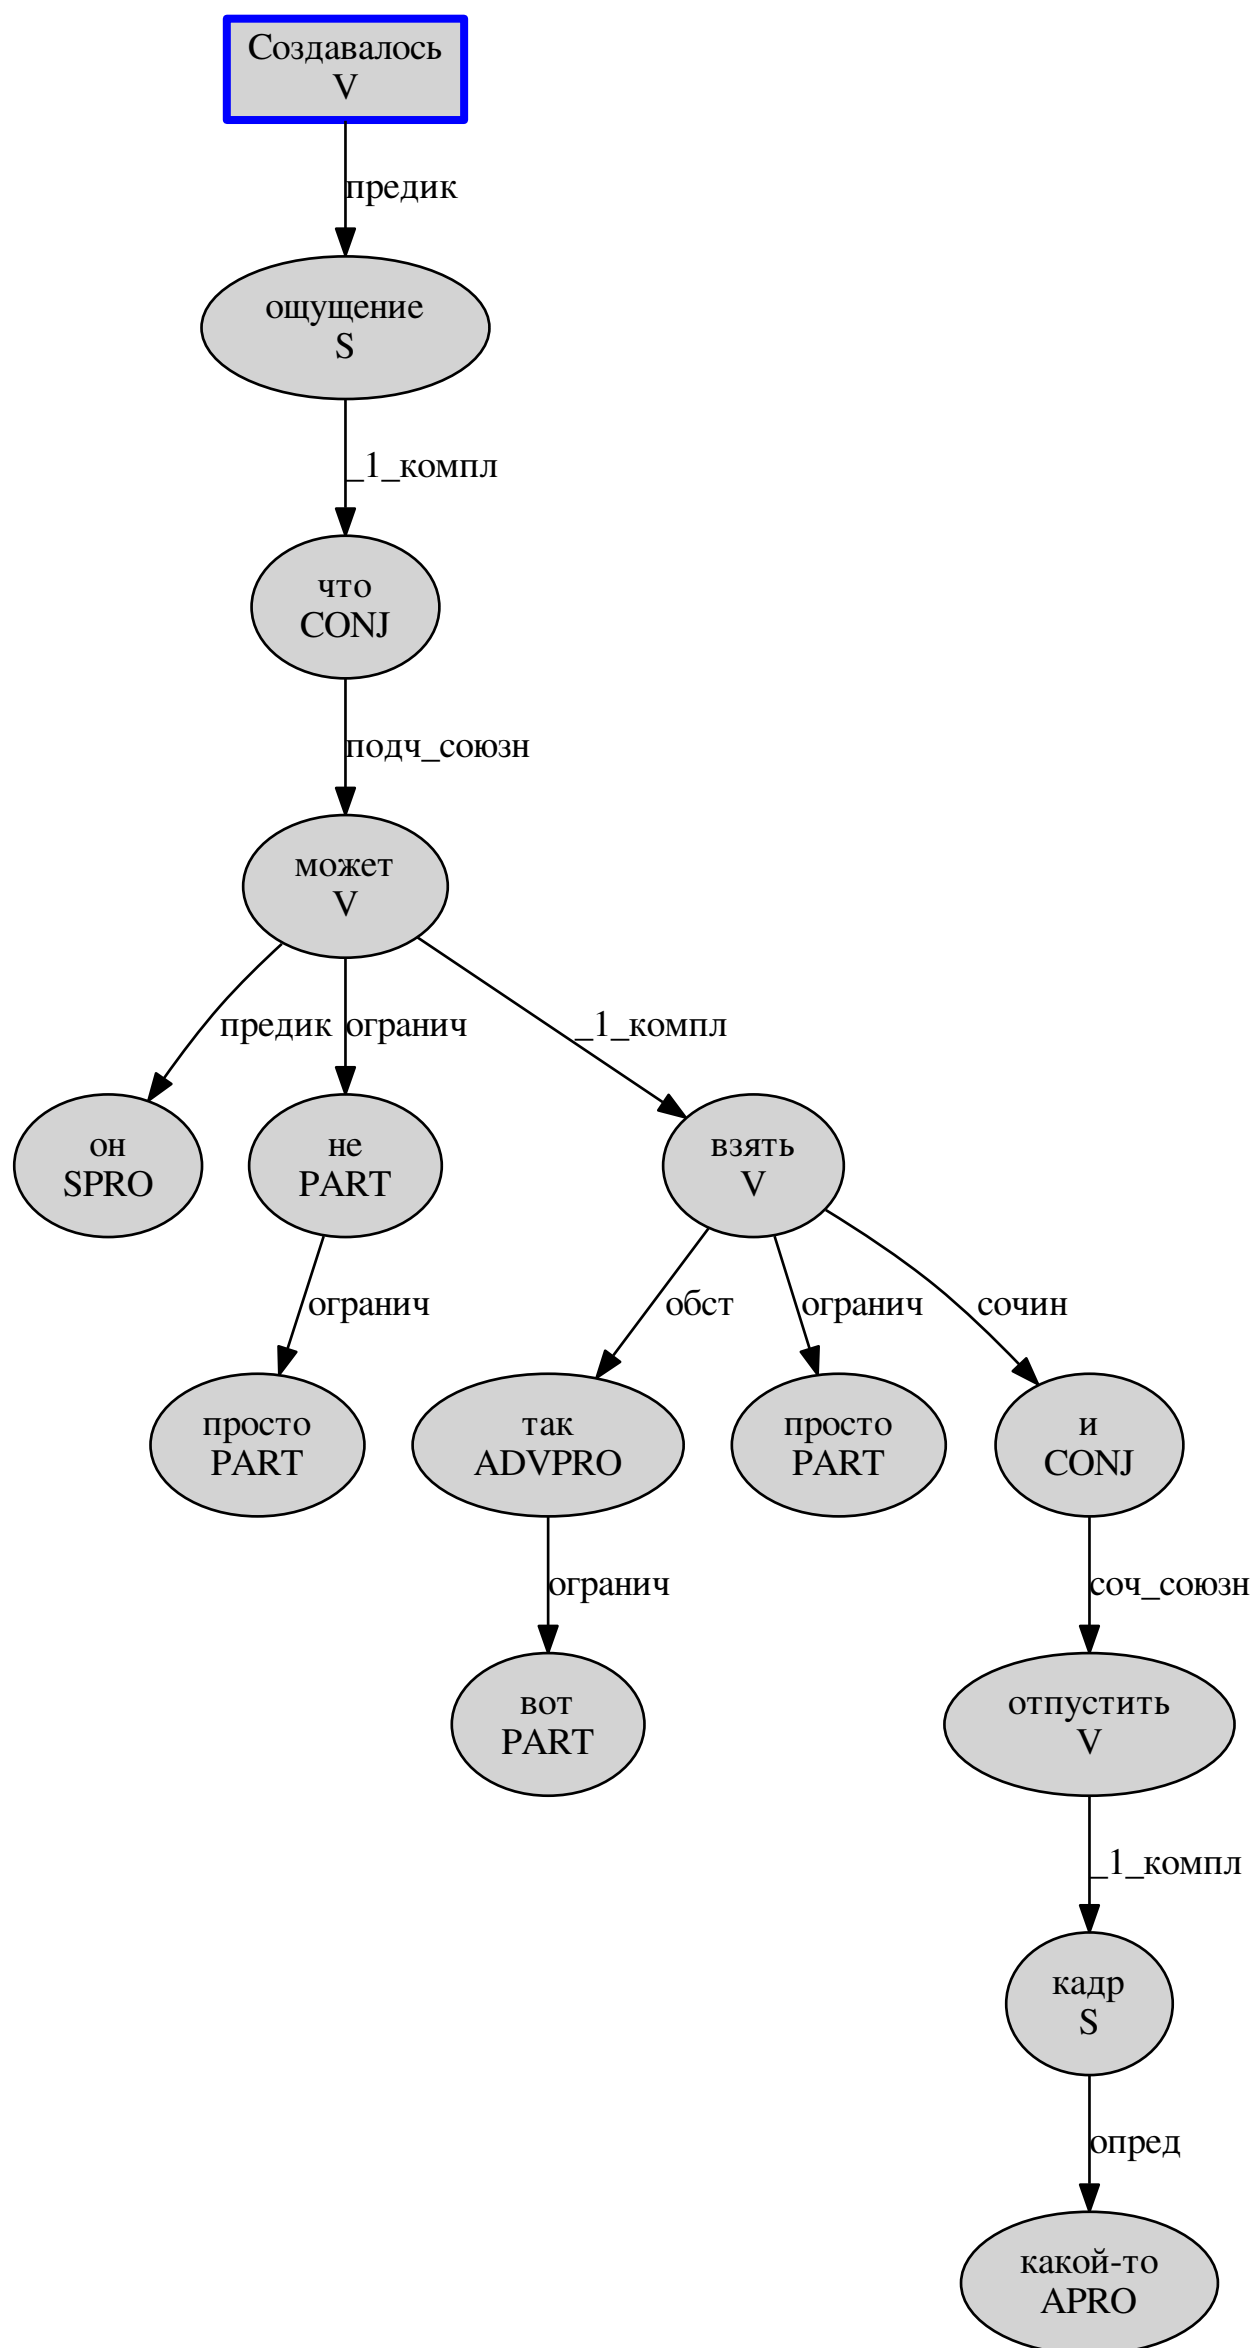 Создавалось
V
предик
ощущение
S
_1_компл
что
CONJ
подч_союзн
может
V
предик
огранич
_1_компл
он
SPRO
не
PART
взять
V
огранич
обст
огранич
сочин
просто
PART
так
ADVPRO
просто
PART
и
CONJ
огранич
соч_союзн
вот
PART
отпустить
V
_1_компл
кадр
S
опред
какой-то
APRO